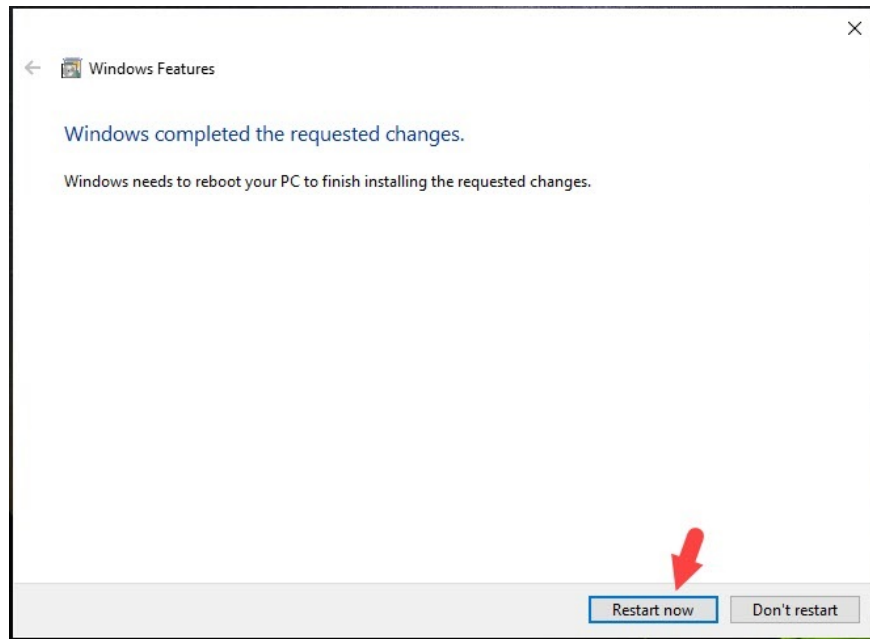 Windows Features
Windows completed the requested changes.
Windows needs to reboot your PC to finish installing the requested changes.
Restart now
Don't restart